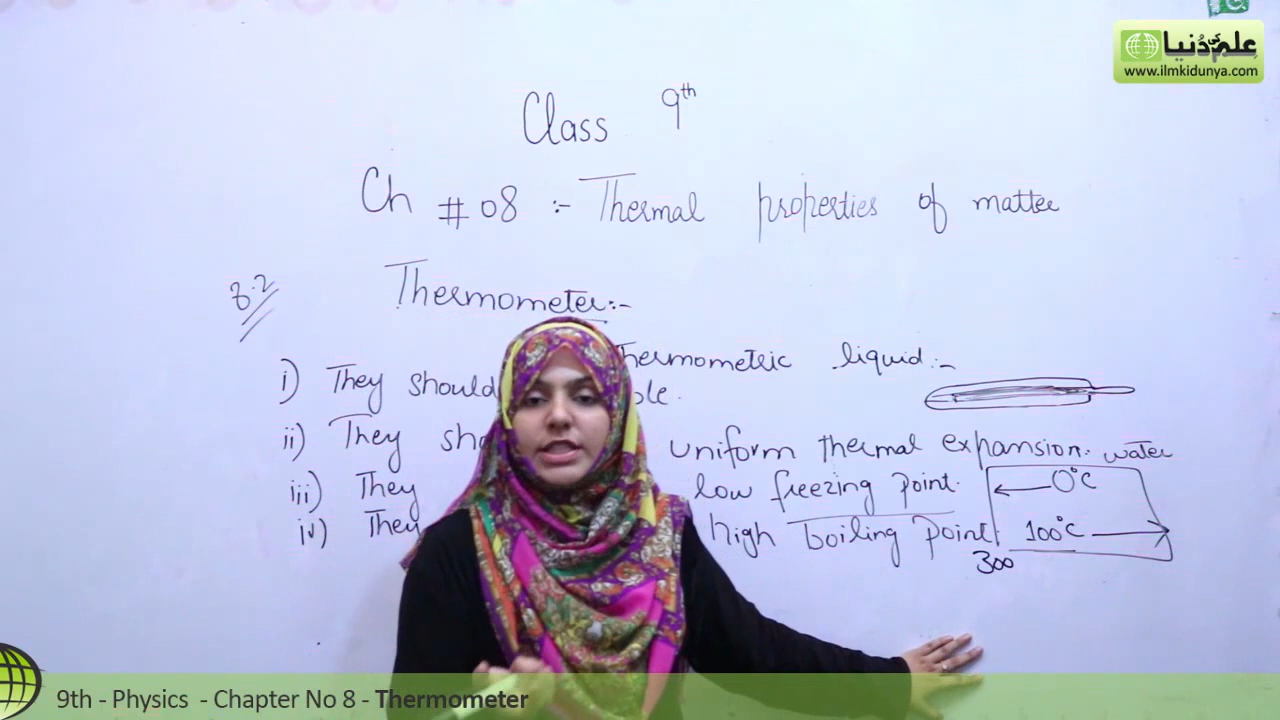 علم کی دنیا
www.ilmkidunya.com
Class 9th
Ch # 08 :- Thermal properties of matter
8.2 Thermometer:-
Thermometric liquid:-
i) They should
ii) They uniform thermal expansion. water
iii) They low freezing point. 0°C
iv) They high boiling point 100°C
300
9th - Physics - Chapter No 8 - Thermometer